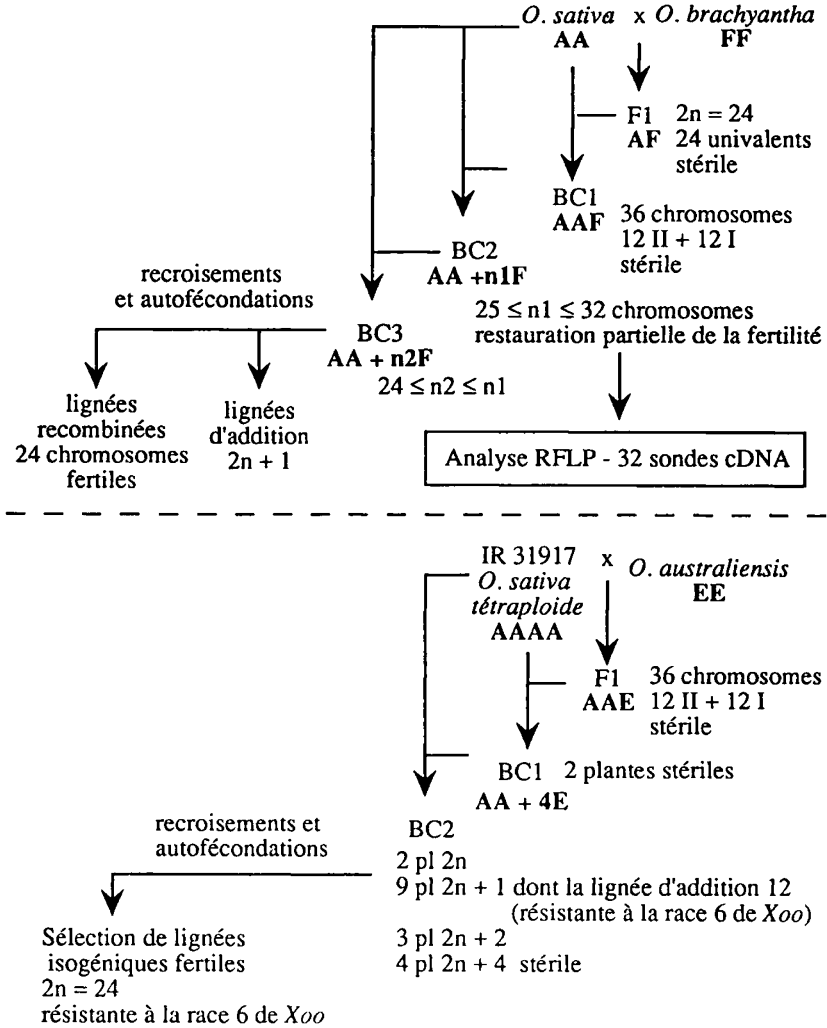 O. sativa x O. brachyantha
AA FF
F1 2n = 24
AF 24 univalents
stérile
BC1
AAF
36 chromosomes
12 II + 12 I
stérile
BC2
AA +n1F
25 ≤ n1 ≤ 32 chromosomes
restauration partielle de la fertilité
recroisements
et autofécondations
BC3
AA + n2F
24 ≤ n2 ≤ n1
lignées
recombinées
24 chromosomes
fertiles
lignées
d'addition
2n + 1
Analyse RFLP - 32 sondes cDNA
IR 31917 x O. australiensis
O. sativa
tétraploide
AAAA
EE
F1 36 chromosomes
AAE 12 II + 12 I
stérile
BC1 2 plantes stériles
AA + 4E
recroisements et
autofécondations
BC2
2 pl 2n
9 pl 2n + 1 dont la lignée d'addition 12
(résistante à la race 6 de Xoo)
3 pl 2n + 2
4 pl 2n + 4 stérile
Sélection de lignées
isogéniques fertiles
2n = 24
résistante à la race 6 de Xoo